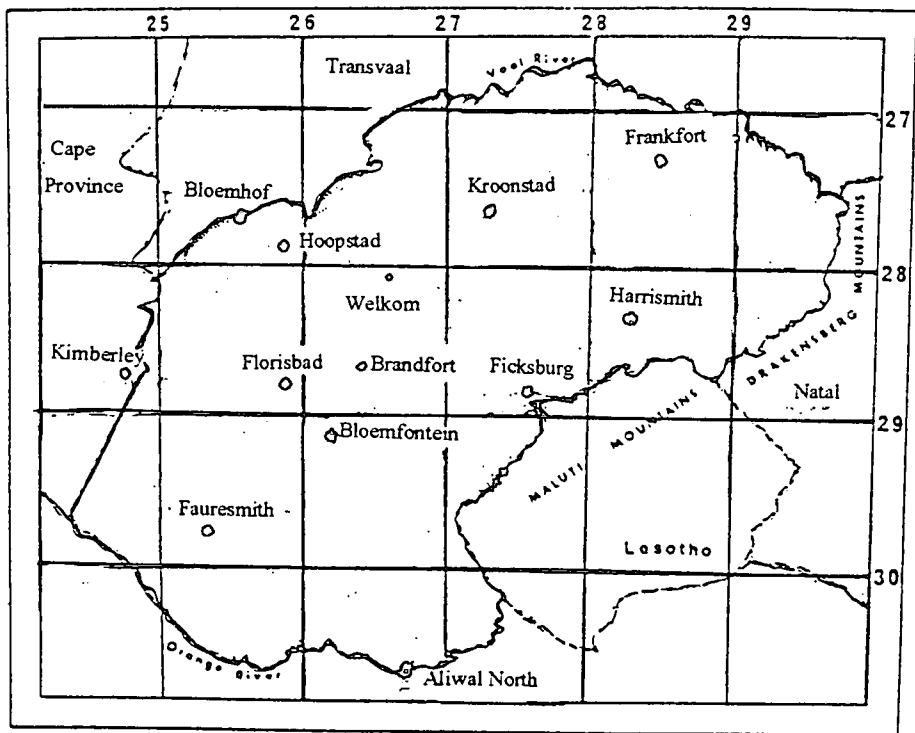 25 26 27 28 29
Transvaal
Vaal River
27
Frankfort
Cape
Province
Kroonstad
Bloemhof
Hoopstad
MOUNTAINS
28
Welkom
Harrismith
Kimberley
Florisbad
Brandfort
Ficksburg
DRAKENSBERG
Natal
29
Bloemfontein
MALUTI MOUNTAINS
Fauresmith
Lesotho
30
Orange River
Aliwal North